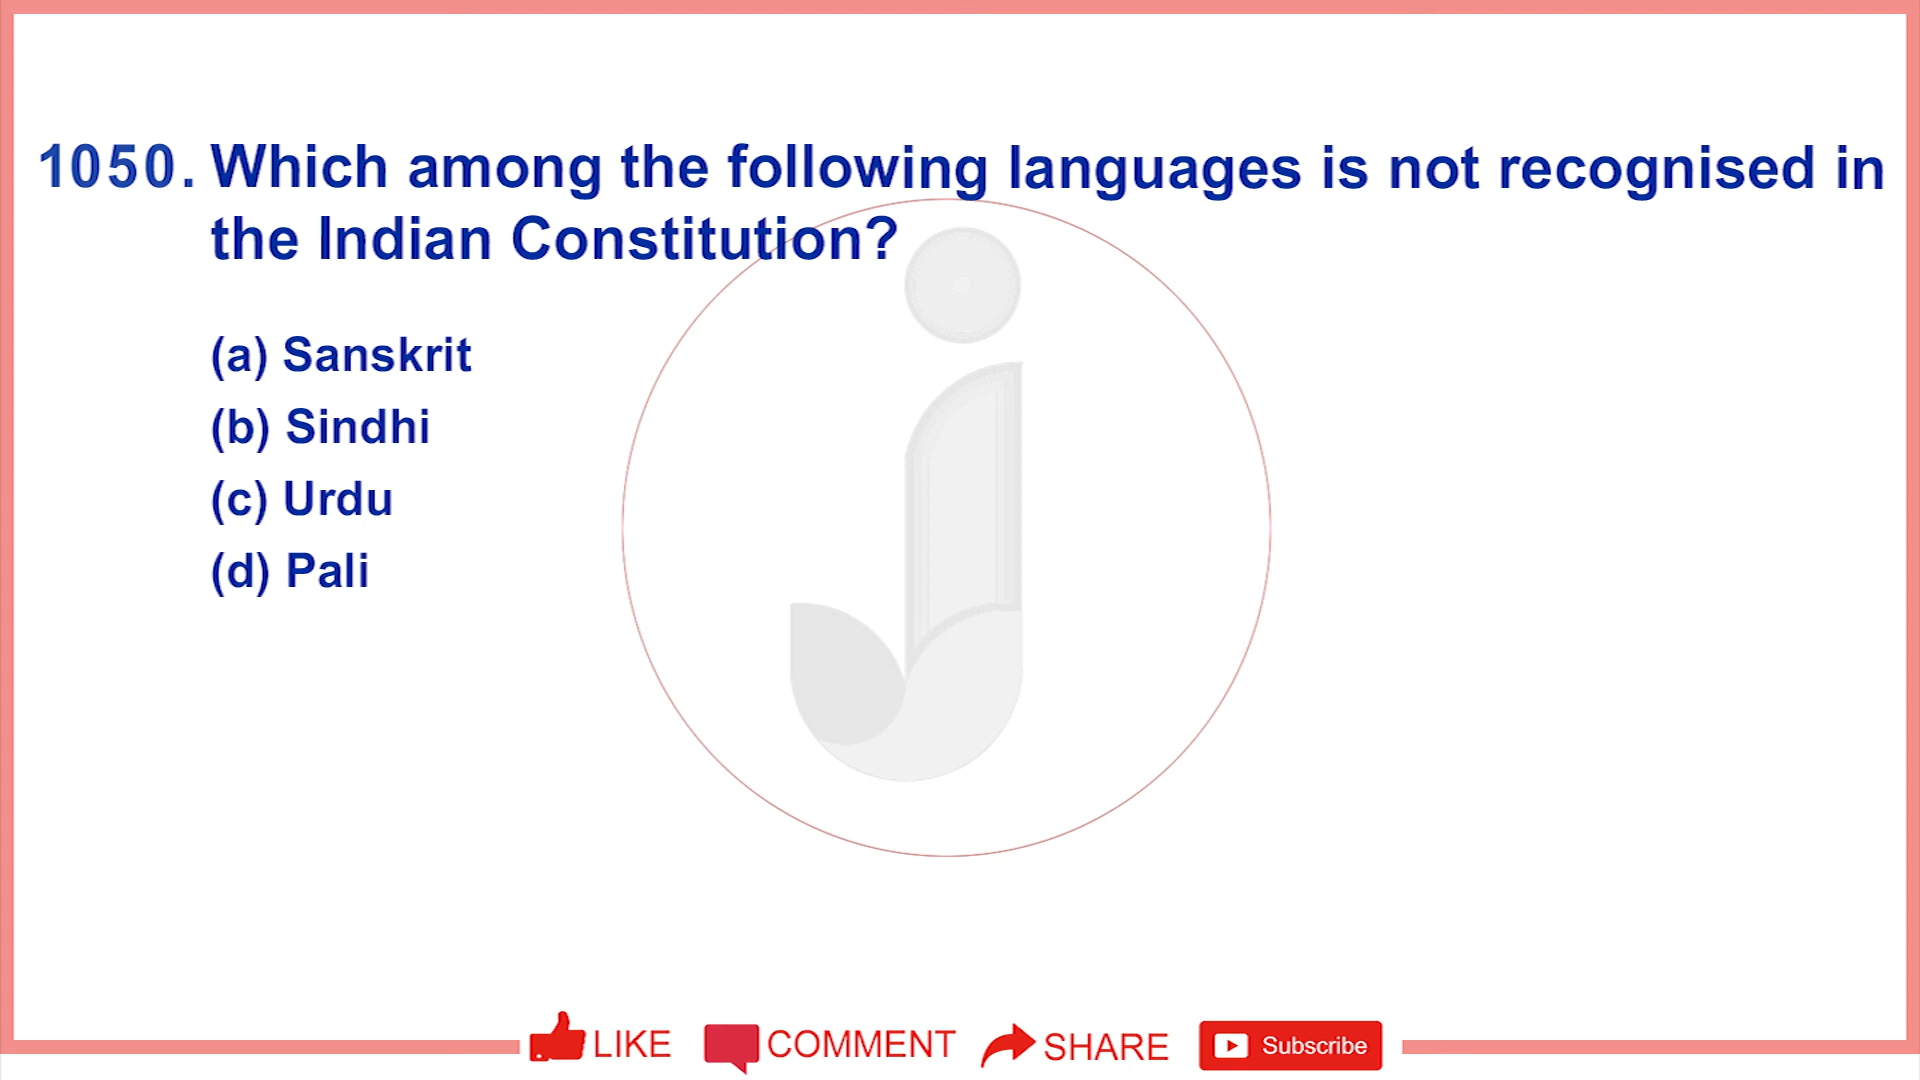 1050. Which among the following languages is not recognised in
the Indian Constitution?
(a) Sanskrit
(b) Sindhi
(c) Urdu
(d) Pali
LIKE COMMENT SHARE Subscribe